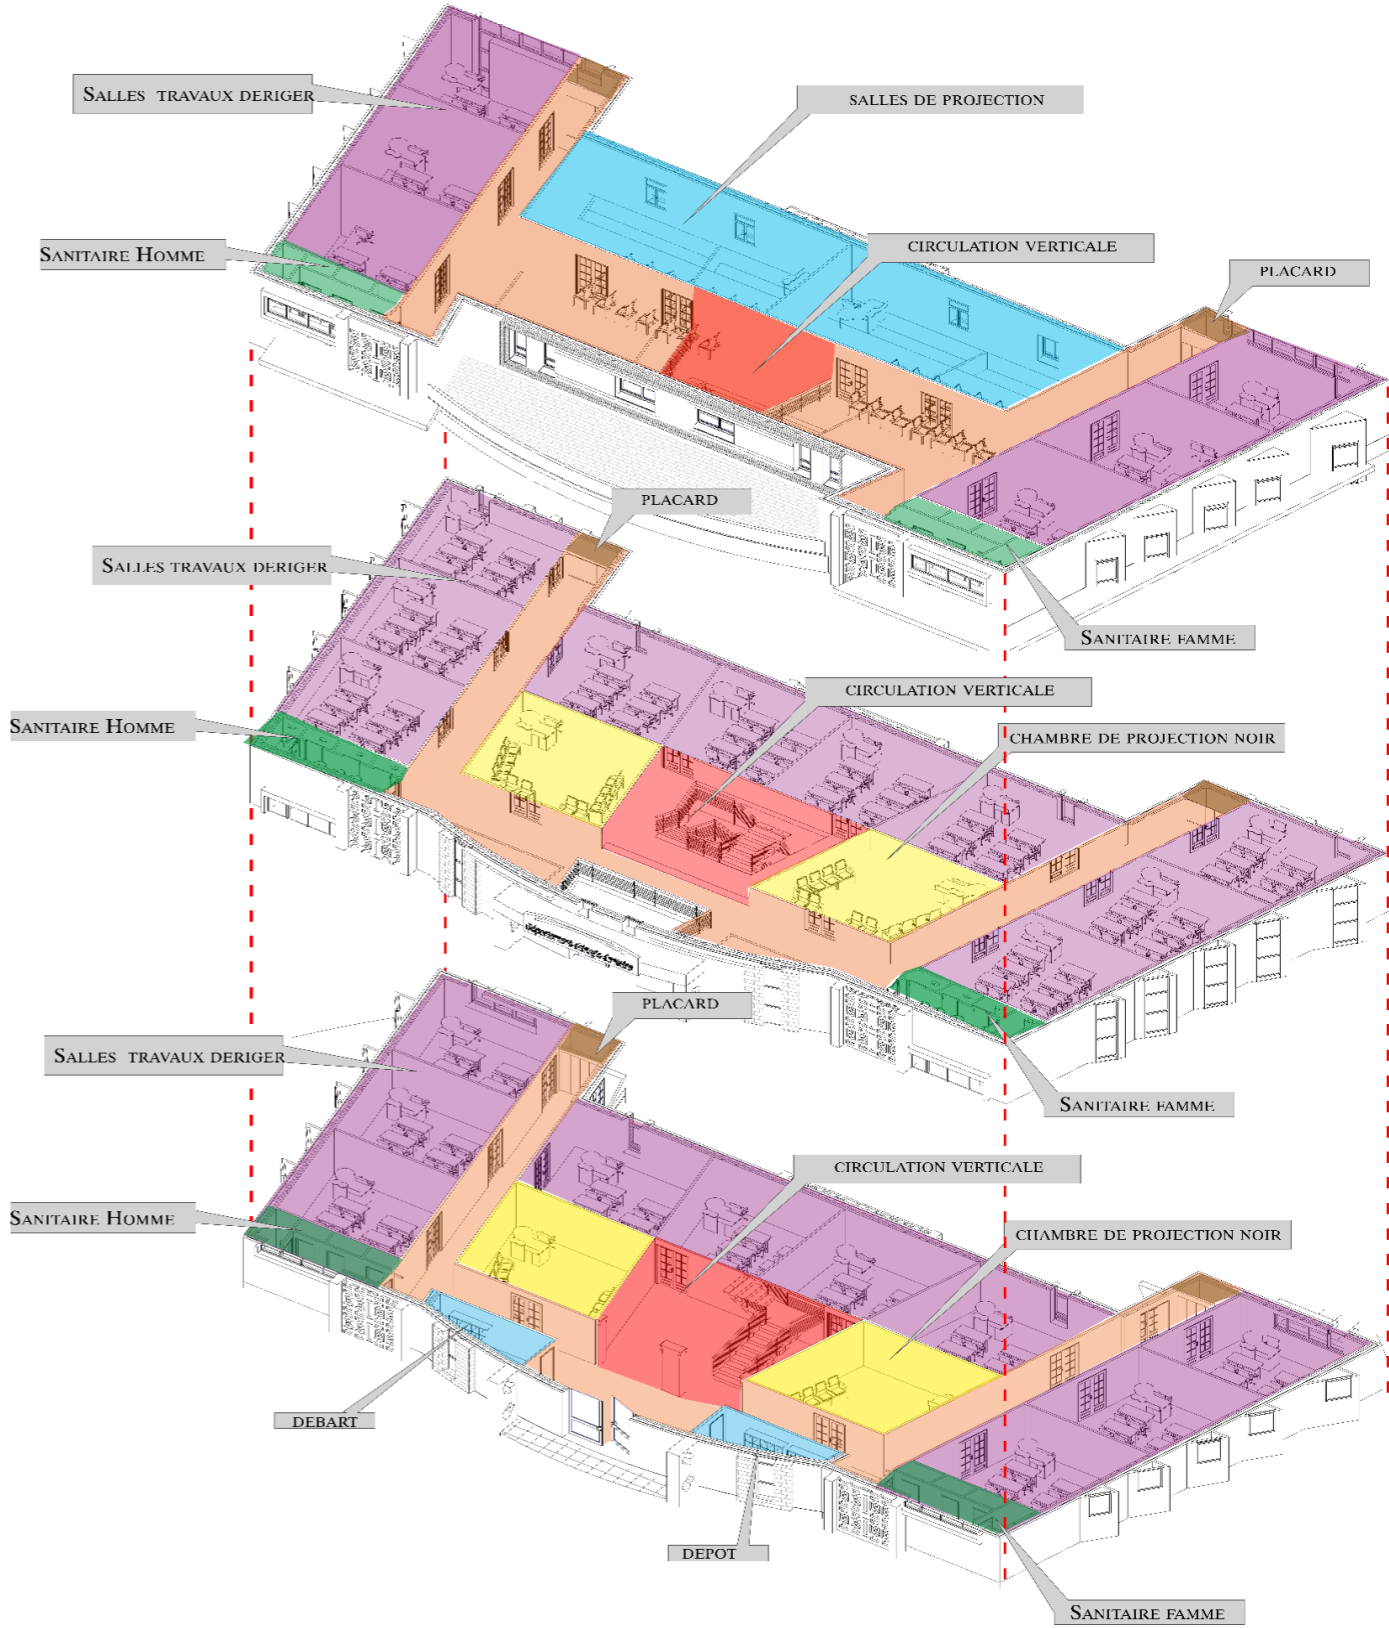 SALLES TRAVAUX DERIGER
SALLES DE PROJECTION
SANITAIRE HOMME
CIRCULATION VERTICALE
PLACARD
PLACARD
SALLES TRAVAUX DERIGER
SANITAIRE FAMME
CIRCULATION VERTICALE
SANITAIRE HOMME
CHAMBRE DE PROJECTION NOIR
PLACARD
SALLES TRAVAUX DERIGER
SANITAIRE FAMME
CIRCULATION VERTICALE
SANITAIRE HOMME
CHAMBRE DE PROJECTION NOIR
DEBART
DEPOT
SANITAIRE FAMME